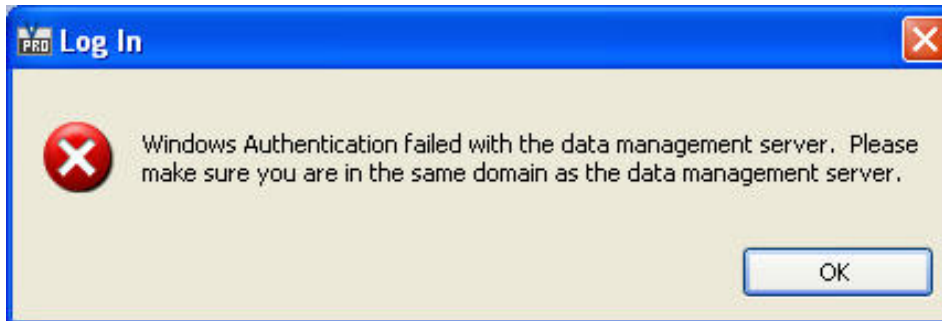 V
PRO Log In
Windows Authentication failed with the data management server. Please
make sure you are in the same domain as the data management server.
OK